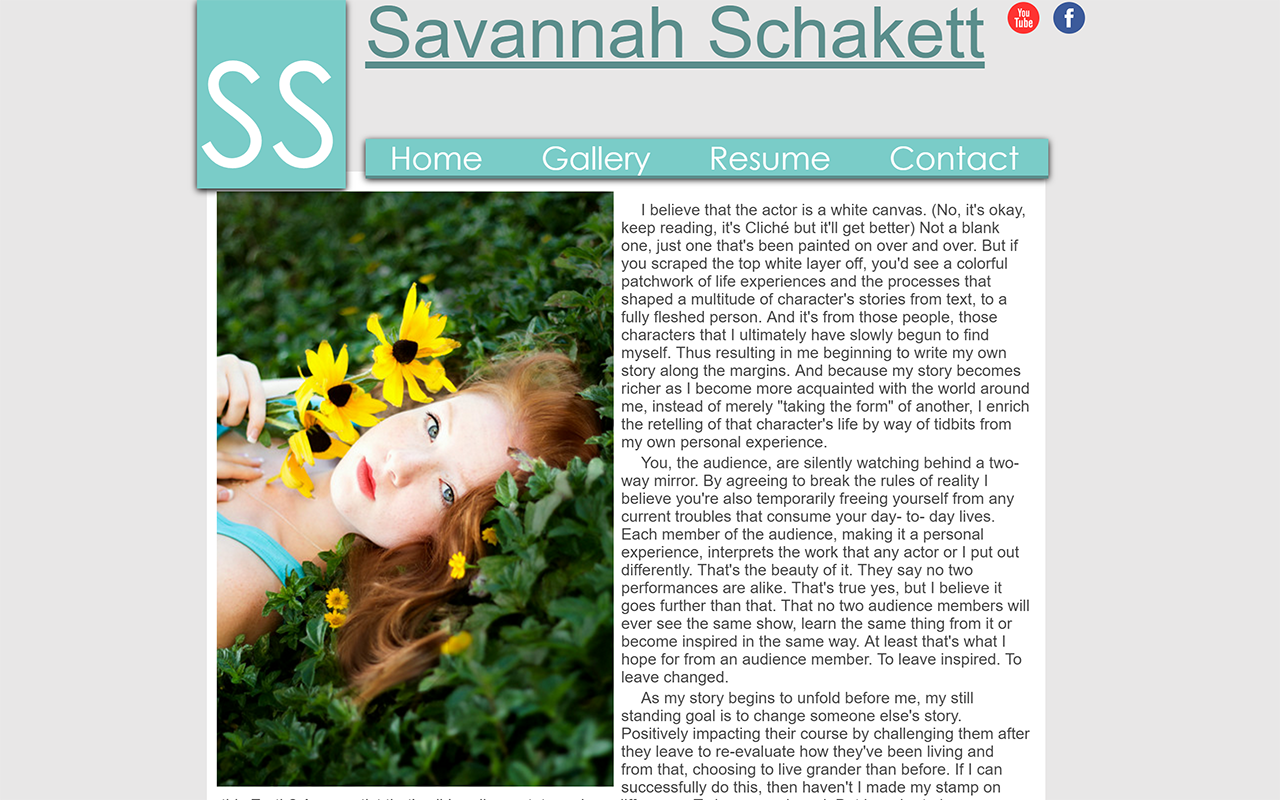 SS
Savannah Schakett
You
Tube
f
Home Gallery Resume Contact
I believe that the actor is a white canvas. (No, it's okay,
keep reading, it's Cliché but it'll get better) Not a blank
one, just one that's been painted on over and over. But if
you scraped the top white layer off, you'd see a colorful
patchwork of life experiences and the processes that
shaped a multitude of character's stories from text, to a
fully fleshed person. And it's from those people, those
characters that I ultimately have slowly begun to find
myself. Thus resulting in me beginning to write my own
story along the margins. And because my story becomes
richer as I become more acquainted with the world around
me, instead of merely "taking the form" of another, I enrich
the retelling of that character's life by way of tidbits from
my own personal experience.
You, the audience, are silently watching behind a two-
way mirror. By agreeing to break the rules of reality I
believe you're also temporarily freeing yourself from any
current troubles that consume your day- to- day lives.
Each member of the audience, making it a personal
experience, interprets the work that any actor or I put out
differently. That's the beauty of it. They say no two
performances are alike. That's true yes, but I believe it
goes further than that. That no two audience members will
ever see the same show, learn the same thing from it or
become inspired in the same way. At least that's what I
hope for from an audience member. To leave inspired. To
leave changed.
As my story begins to unfold before me, my still
standing goal is to change someone else's story.
Positively impacting their course by challenging them after
they leave to re-evaluate how they've been living and
from that, choosing to live grander than before. If I can
successfully do this, then haven't I made my stamp on